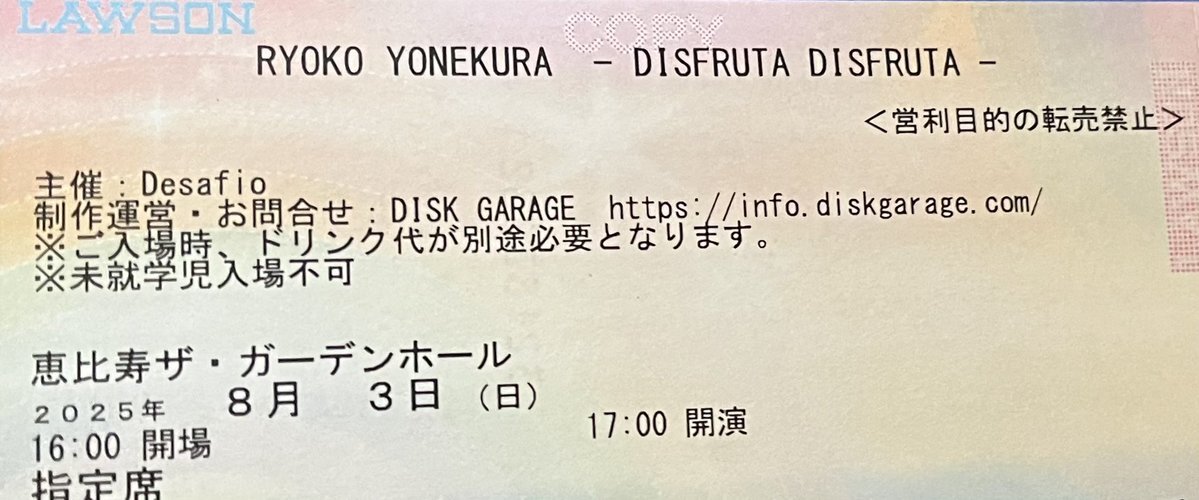 LAWSON
COPY
RYOKO YONEKURA － DISFRUTA DISFRUTA －
＜営利目的の転売禁止＞
主催：Desafio
制作運営・お問合せ：DISK GARAGE https://info.diskgarage.com/
※ご入場時、ドリンク代が別途必要となります。
※未就学児入場不可
恵比寿ザ・ガーデンホール
２０２５年 ８月 ３日（日）
16:00 開場 17:00 開演
指定席